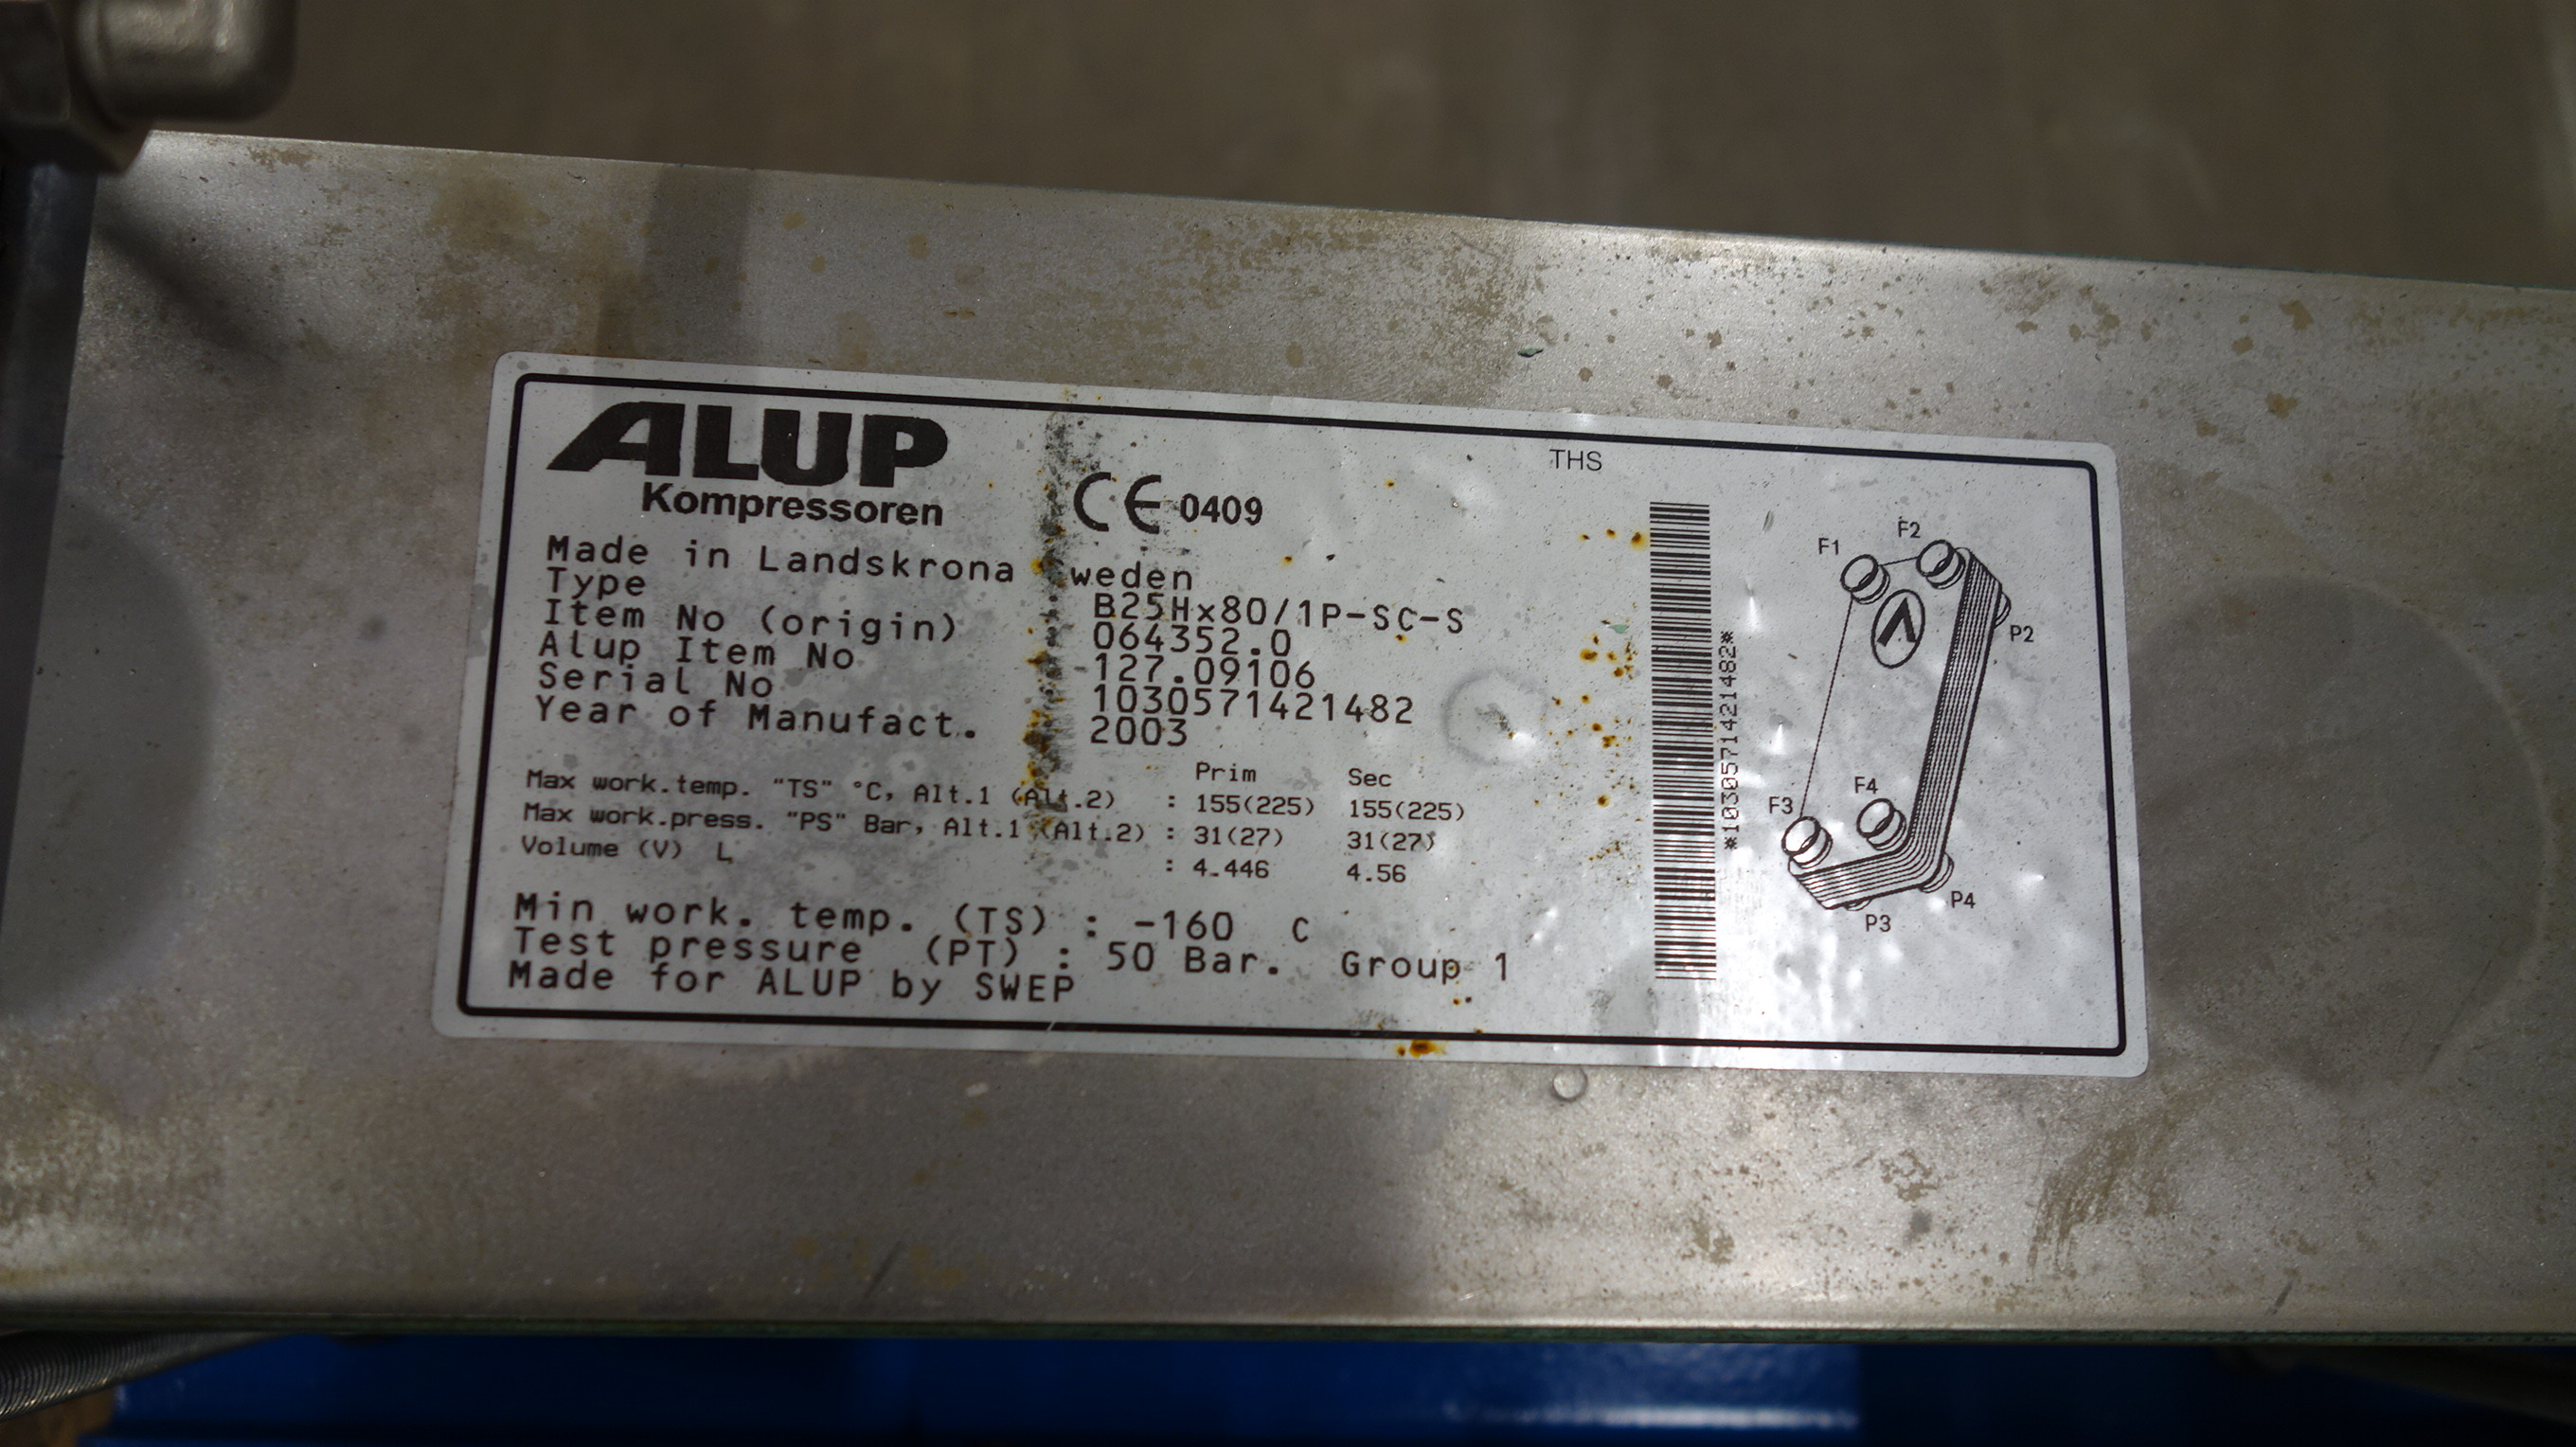 ALUP
Kompressoren
CE 0409
THS
Made in Landskrona Sweden
Type B25Hx80/1P-SC-S
Item No (origin) 064352.0
Alup Item No 127.09106
Serial No 1030571421482
Year of Manufact. 2003
Prim Sec
Max work.temp. "TS" °C, Alt.1 (Alt.2) : 155(225) 155(225)
Max work.press. "PS" Bar, Alt.1 (Alt.2) : 31(27) 31(27)
Volume (V) L : 4.446 4.56
Min work. temp. (TS) : -160 C
Test pressure (PT) : 50 Bar. Group 1
Made for ALUP by SWEP
*1030571421482*
F1
F2
P2
F3
F4
P3
P4